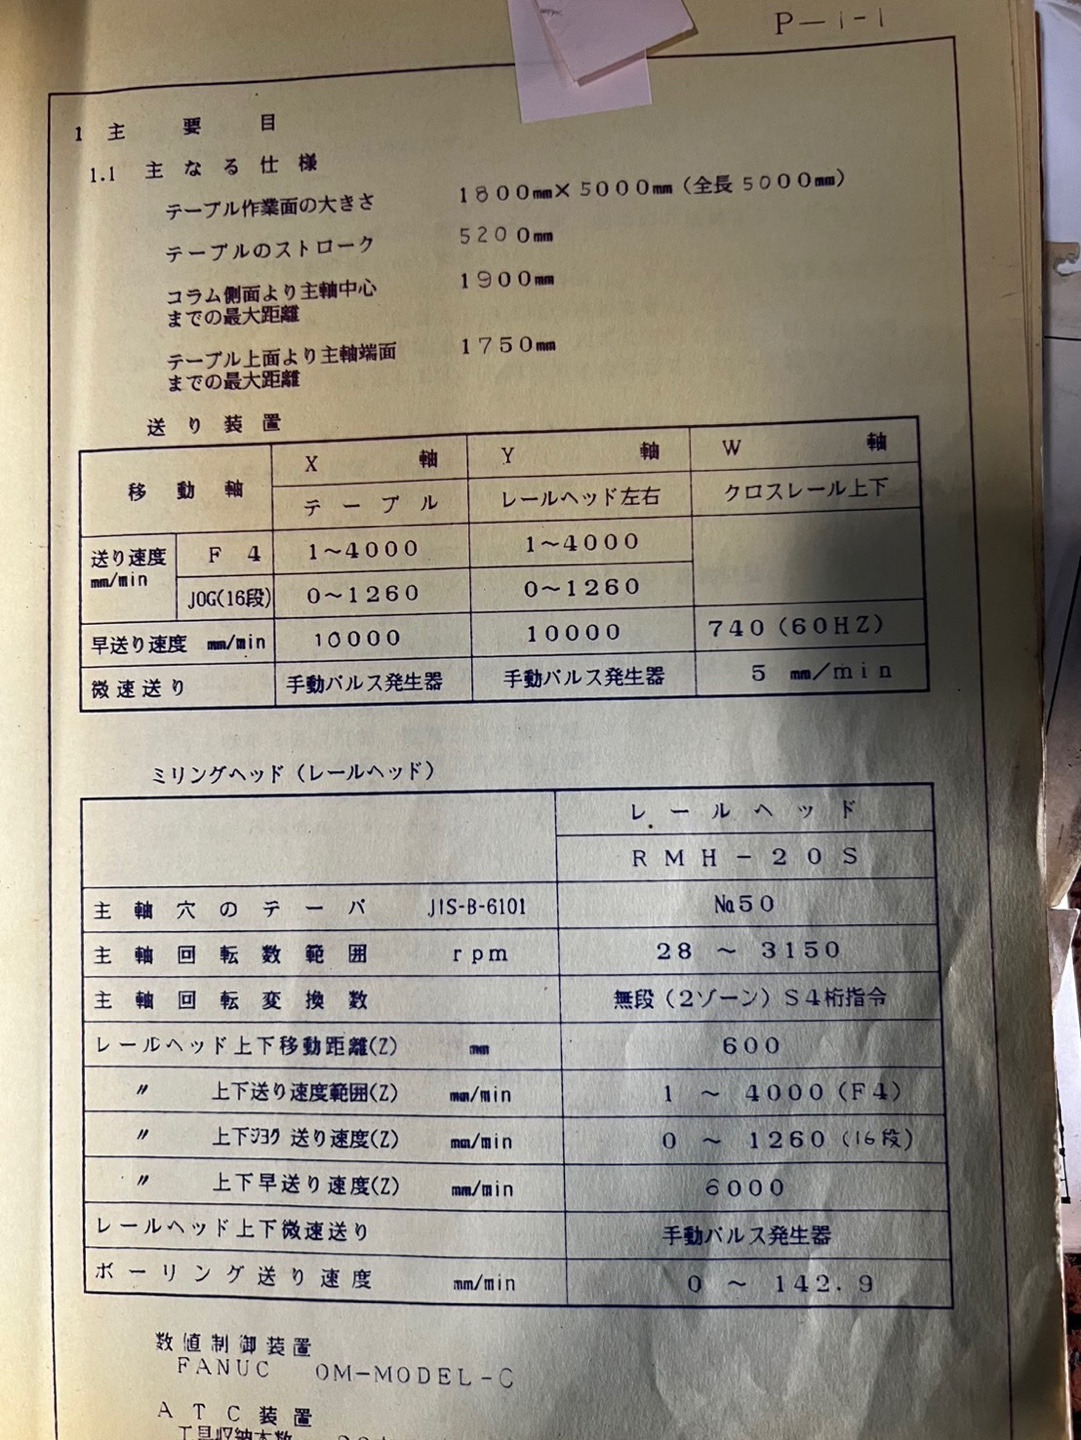 P-1-1
1 主要目
1.1 主なる仕様
テーブル作業面の大きさ 1800㎜×5000㎜(全長5000㎜)
テーブルのストローク 5200㎜
コラム側面より主軸中心 1900㎜
までの最大距離
テーブル上面より主軸端面 1750㎜
までの最大距離
送り装置
移動軸 X軸 Y軸 W軸
テーブル レールヘッド左右 クロスレール上下
送り速度 mm/min F4 1~4000 1~4000
JOG(16段) 0~1260 0~1260
早送り速度 mm/min 10000 10000 740(60HZ)
微速送り 手動パルス発生器 手動パルス発生器 5 mm/min
ミリングヘッド(レールヘッド)
レールヘッド
RMH-20S
主軸穴のテーパ JIS-B-6101 №50
主軸回転数範囲 rpm 28 ~ 3150
主軸回転変換数 無段(2ゾーン)S4桁指令
レールヘッド上下移動距離(Z) ㎜ 600
〃 上下送り速度範囲(Z) mm/min 1 ~ 4000(F4)
〃 上下ジョグ送り速度(Z) mm/min 0 ~ 1260(16段)
〃 上下早送り速度(Z) mm/min 6000
レールヘッド上下微速送り 手動パルス発生器
ボーリング送り速度 mm/min 0 ~ 142.9
数値制御装置
FANUC OM-MODEL-C
ATC装置
工具収納本数